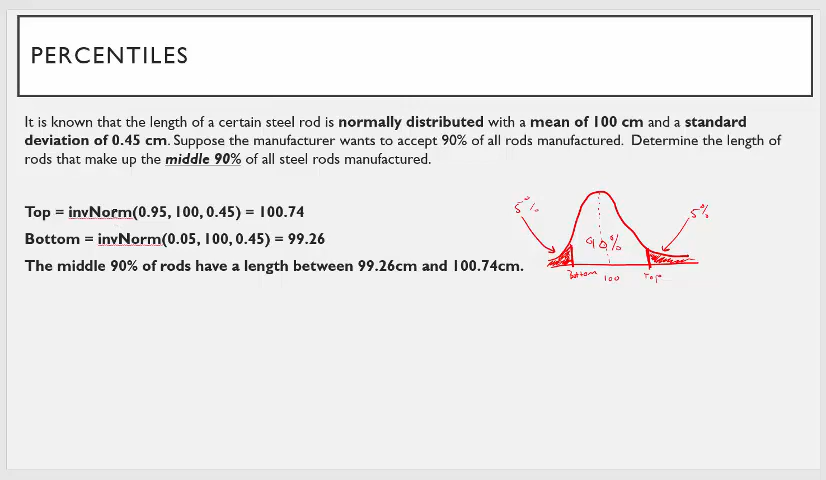 PERCENTILES
It is known that the length of a certain steel rod is normally distributed with a mean of 100 cm and a standard
deviation of 0.45 cm. Suppose the manufacturer wants to accept 90% of all rods manufactured.  Determine the length of
rods that make up the middle 90% of all steel rods manufactured.
Top = invNorm(0.95, 100, 0.45) = 100.74
Bottom = invNorm(0.05, 100, 0.45) = 99.26
The middle 90% of rods have a length between 99.26cm and 100.74cm.
5%
5%
90%
Bottom
100
Top